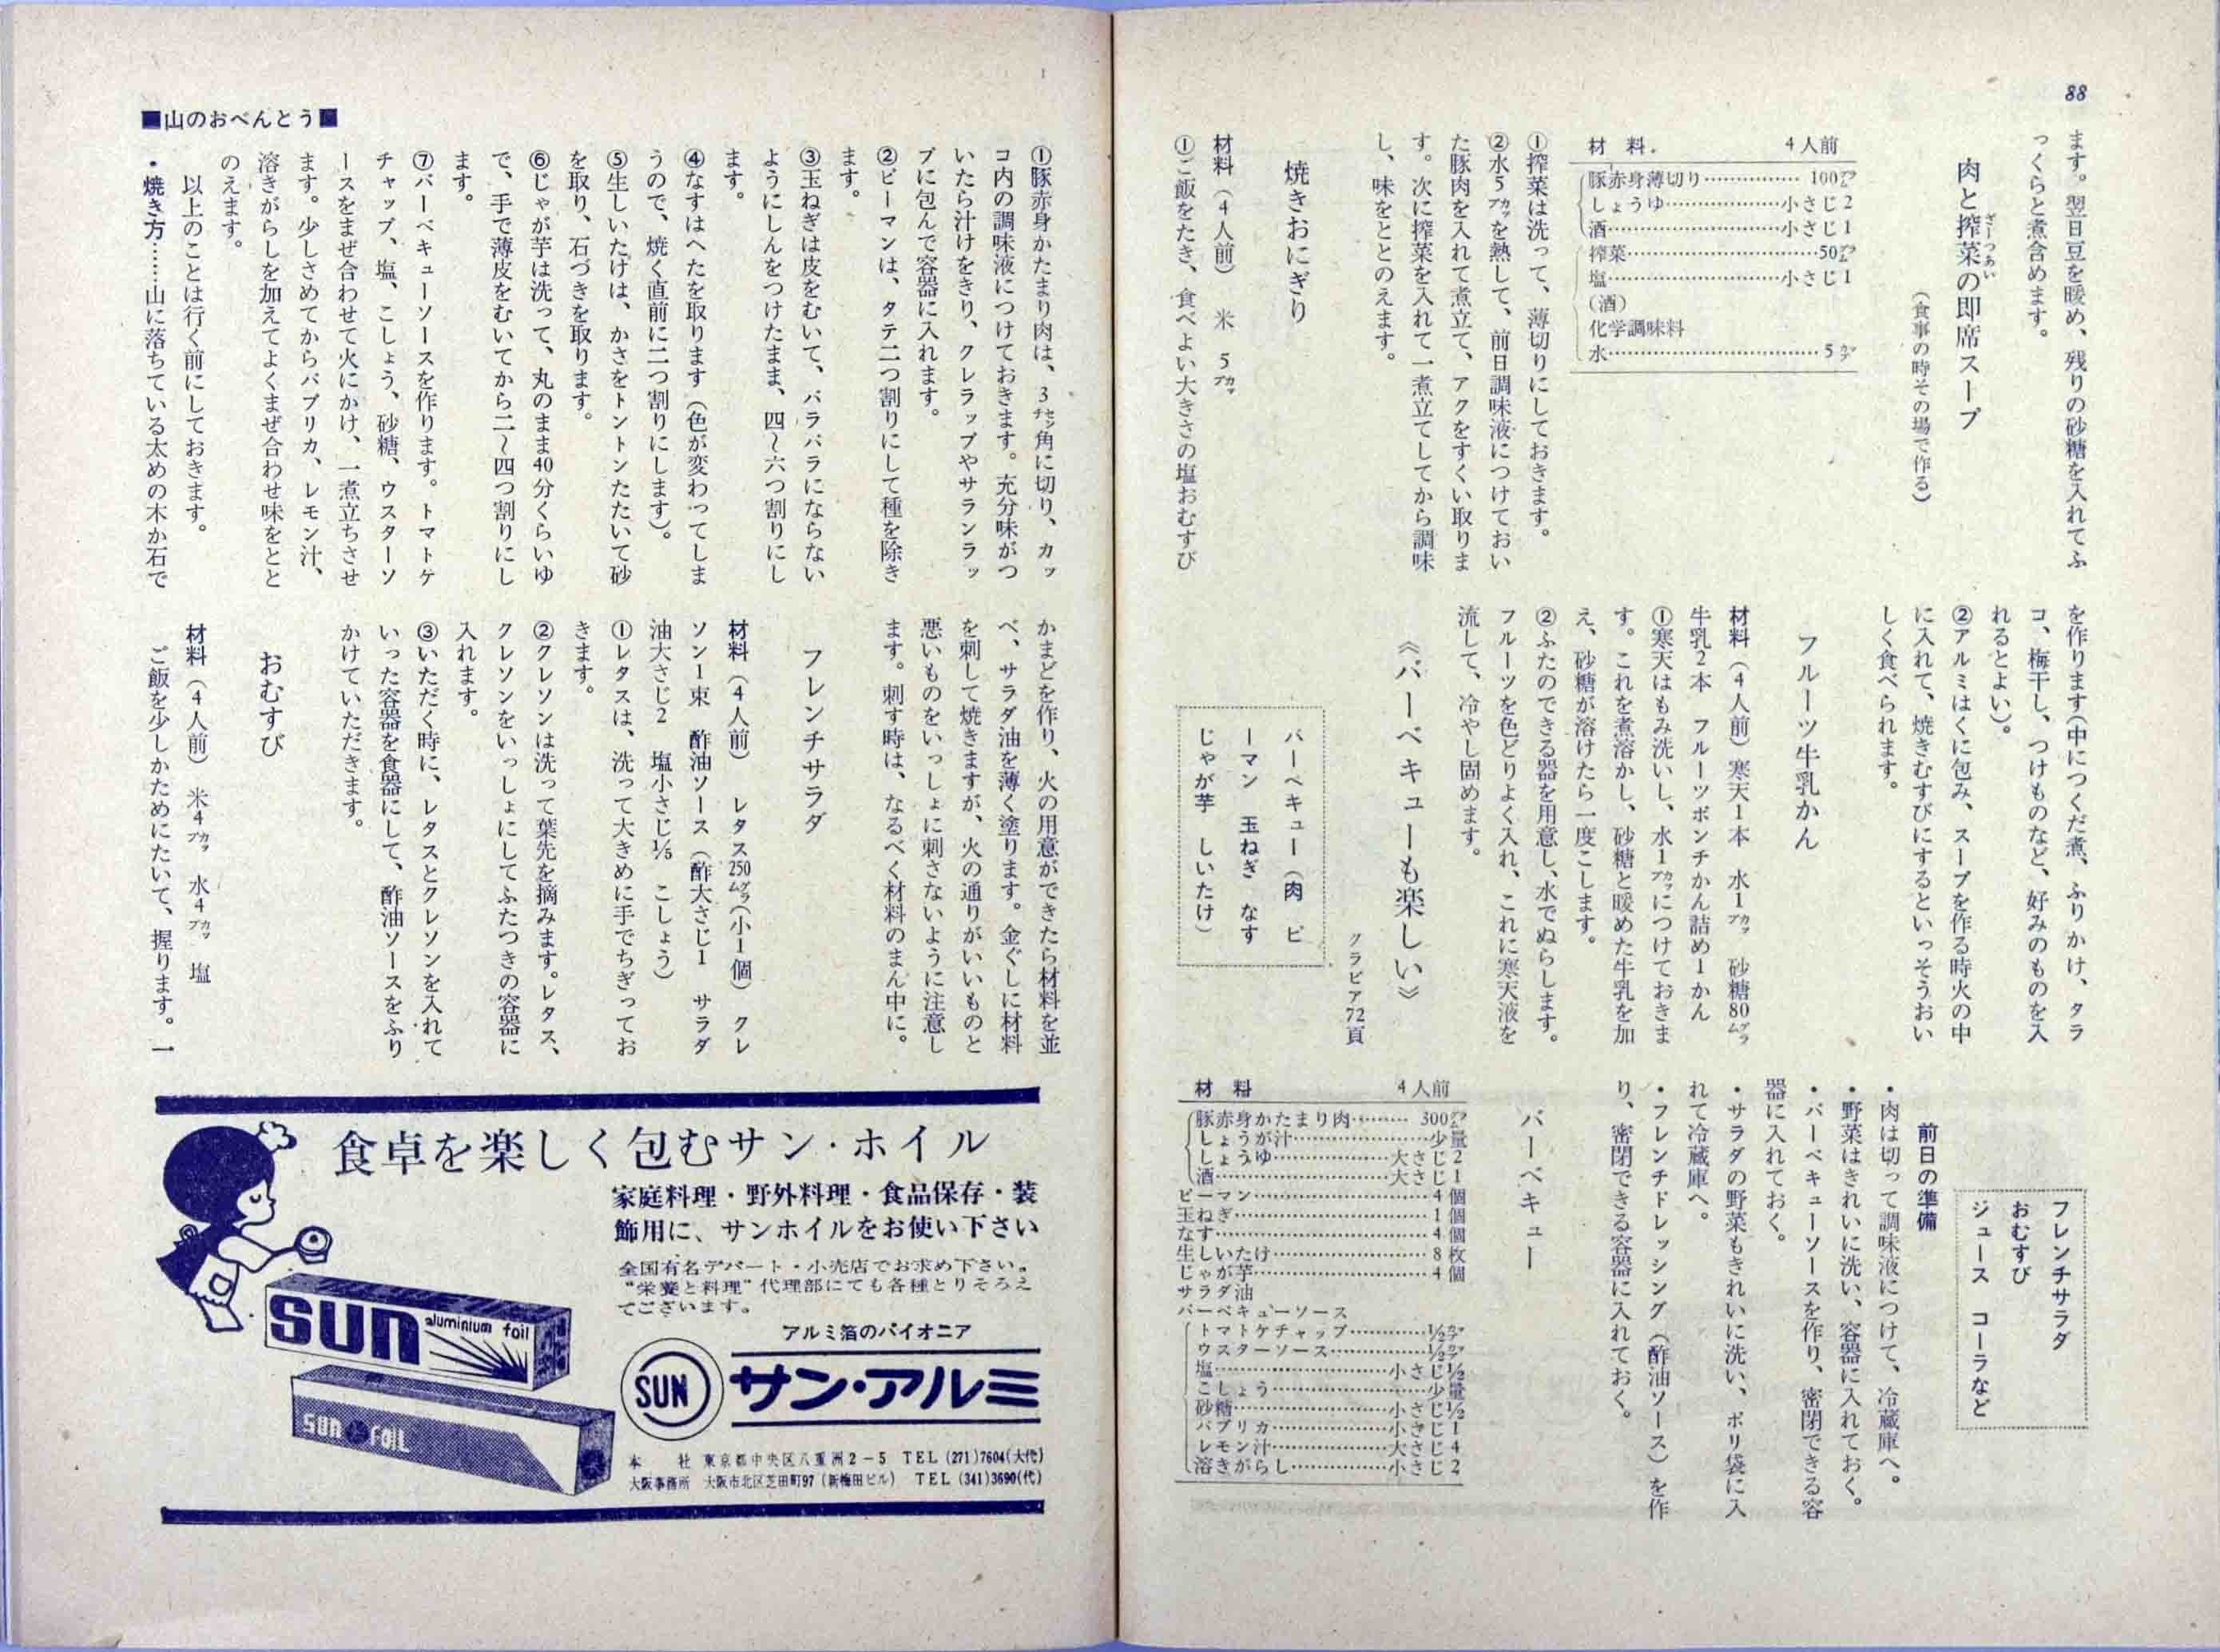 88
ます。翌日豆を暖め、残りの砂糖を入れてふ
っくらと煮含めます。
肉と搾菜の即席スープ
ざーつあい
（食事の時その場で作る）
材 料. 4人前
豚赤身薄切り……………100㌘
しょうゆ………………小さじ2
酒………………………小さじ1
搾菜………………………50㌘
塩………………………小さじ1
（酒）
化学調味料
水………………………5㌍
①搾菜は洗って、薄切りにしておきます。
②水5㌍を熱して、前日調味液につけておい
た豚肉を入れて煮立て、アクをすくい取りま
す。次に搾菜を入れて一煮立てしてから調味
し、味をととのえます。
焼きおにぎり
材料（4人前） 米 5㌍
①ご飯をたき、食べよい大きさの塩おむすび
を作ります（中につくだ煮、ふりかけ、タラ
コ、梅干し、つけものなど、好みのものを入
れるとよい）。
②アルミはくに包み、スープを作る時火の中
に入れて、焼きむすびにするといっそうおい
しく食べられます。
フルーツ牛乳かん
材料（4人前）寒天1本 水1㌍ 砂糖80㌘
牛乳2本 フルーツポンチかん詰め1かん
①寒天はもみ洗いし、水1㌍につけておきま
す。これを煮溶かし、砂糖と暖めた牛乳を加
え、砂糖が溶けたら一度こします。
②ふたのできる器を用意し、水でぬらします。
フルーツを色どりよく入れ、これに寒天液を
流して、冷やし固めます。
《バーベキューも楽しい》
グラビア72頁
バーベキュー（肉 ピ
ーマン 玉ねぎ なす
じゃが芋 しいたけ）
フレンチサラダ
おむすび
ジュース コーラなど
前日の準備
・肉は切って調味液につけて、冷蔵庫へ。
・野菜はきれいに洗い、容器に入れておく。
・バーベキューソースを作り、密閉できる容
器に入れておく。
・サラダの野菜もきれいに洗い、ポリ袋に入
れて冷蔵庫へ。
・フレンチドレッシング（酢油ソース）を作
り、密閉できる容器に入れておく。
バーベキュー
材 料 4人前
豚赤身かたまり肉………300㌘
しょうが汁………………少量
しょうゆ………………大さじ2
酒………………………大さじ1
ピーマン…………………4個
玉ねぎ……………………1個
なす………………………4個
生しいたけ………………8枚
じゃが芋…………………4個
サラダ油
バーベキューソース
トマトケチャップ…………½㌍
ウスターソース……………½㌍
塩………………………小さじ½
こしょう…………………少量
砂糖……………………小さじ½
パプリカ………………小さじ1
レモン汁………………大さじ4
溶きがらし……………小さじ2
①豚赤身かたまり肉は、3㌢角に切り、カッ
コ内の調味液につけておきます。充分味がつ
いたら汁けをきり、クレラップやサランラッ
プに包んで容器に入れます。
②ピーマンは、タテ二つ割りにして種を除き
ます。
③玉ねぎは皮をむいて、バラバラにならない
ようにしんをつけたまま、四〜六つ割りにし
ます。
④なすはへたを取ります（色が変わってしま
うので、焼く直前に二つ割りにします）。
⑤生しいたけは、かさをトントンたたいて砂
を取り、石づきを取ります。
⑥じゃが芋は洗って、丸のまま40分くらいゆ
で、手で薄皮をむいてから二〜四つ割りにし
ます。
⑦バーベキューソースを作ります。トマトケ
チャップ、塩、こしょう、砂糖、ウスターソ
ースをまぜ合わせて火にかけ、一煮立ちさせ
ます。少しさめてからパプリカ、レモン汁、
溶きがらしを加えてよくまぜ合わせ味をとと
のえます。
以上のことは行く前にしておきます。
・焼き方……山に落ちている太めの木か石で
■山のおべんとう■
かまどを作り、火の用意ができたら材料を並
べ、サラダ油を薄く塗ります。金ぐしに材料
を刺して焼きますが、火の通りがいいものと
悪いものをいっしょに刺さないように注意し
ます。刺す時は、なるべく材料のまん中に。
フレンチサラダ
材料（4人前） レタス250㌘（小1個） クレ
ソン1束 酢油ソース（酢大さじ1 サラダ
油大さじ2 塩小さじ⅕ こしょう）
①レタスは、洗って大きめに手でちぎってお
きます。
②クレソンは洗って葉先を摘みます。レタス、
クレソンをいっしょにしてふたつきの容器に
入れます。
③いただく時に、レタスとクレソンを入れて
いった容器を食器にして、酢油ソースをふり
かけていただきます。
おむすび
材料（4人前） 米4㌍ 水4㌍ 塩
ご飯を少しかためにたいて、握ります。一
食卓を楽しく包むサン・ホイル
家庭料理・野外料理・食品保存・装
飾用に、サンホイルをお使い下さい
全国有名デパート・小売店でお求め下さい。
“栄養と料理”代理部にても各種とりそろえ
てございます。
アルミ箔のパイオニア
SUN
サン・アルミ
SUN aluminium foil
SUN FOIL
本 社 東京都中央区八重洲2－5 TEL (271)7604(大代)
大阪事務所 大阪市北区芝田町97（新梅田ビル） TEL (341)3690(代)